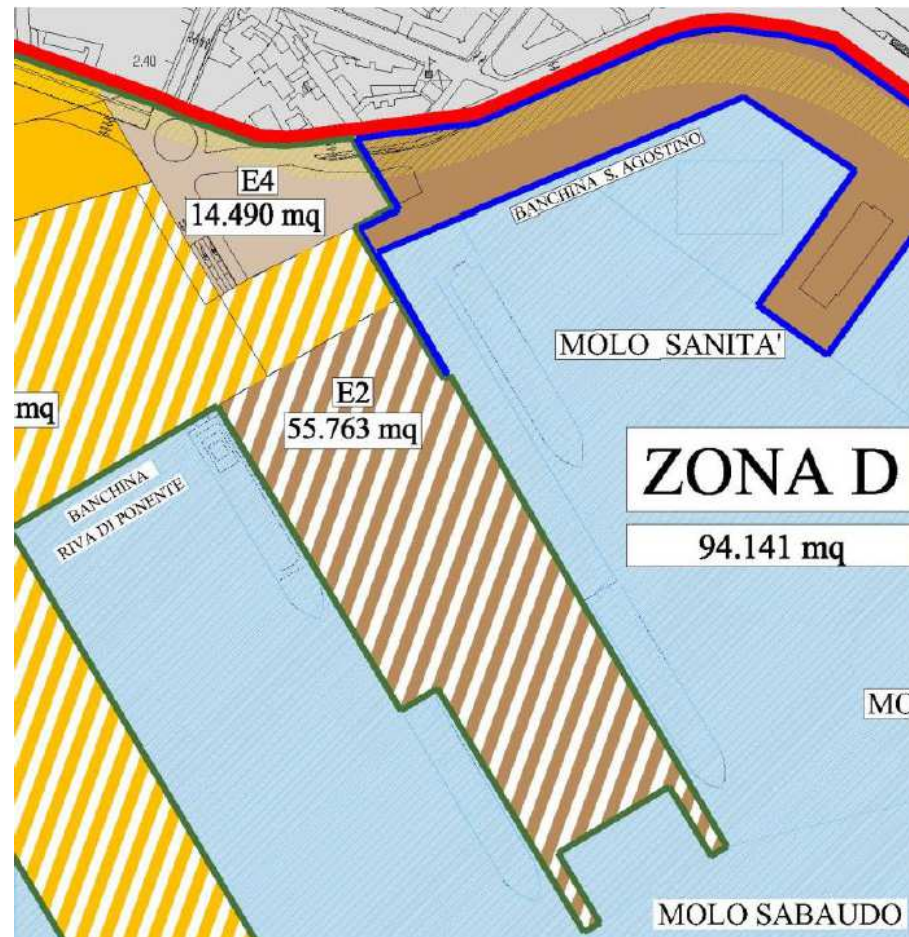 2.40
E4
14.490 mq
BANCHINA S. AGOSTINO
MOLO SANITA'
mq
E2
55.763 mq
BANCHINA
RIVA DI PONENTE
ZONA D
94.141 mq
MO
MOLO SABAUDO